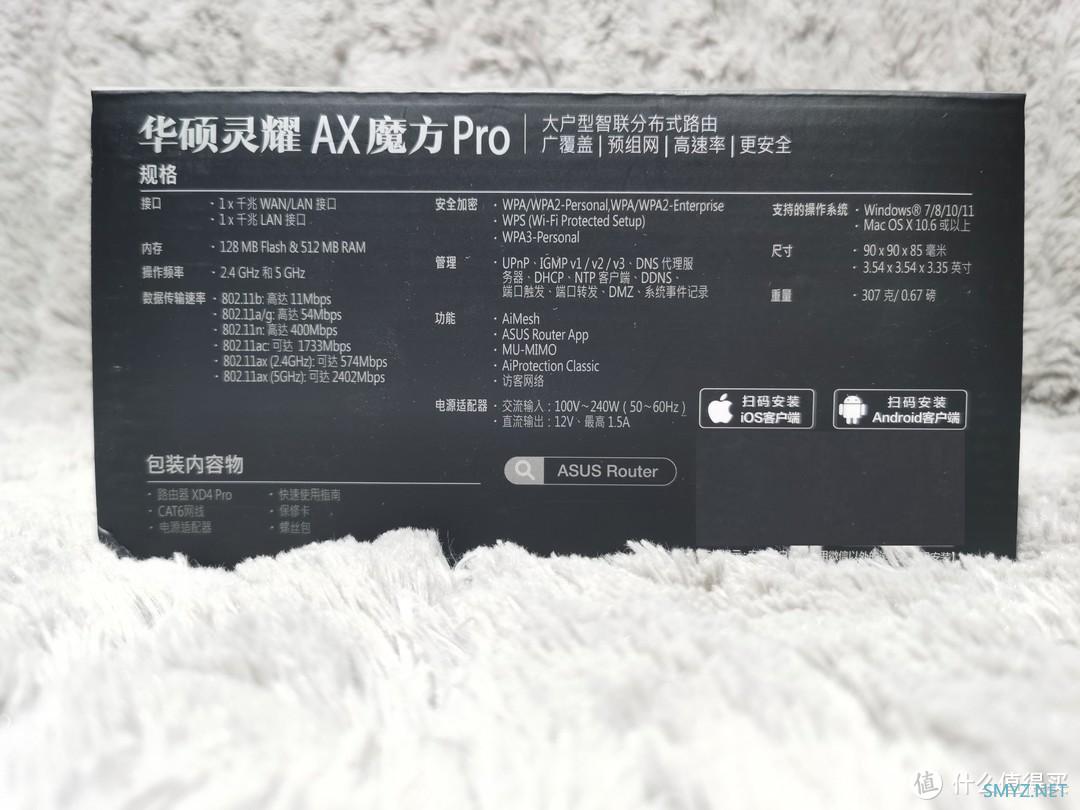 华硕灵耀 AX 魔方 Pro
大户型智联分布式路由
广覆盖 | 预组网 | 高速率 | 更安全
规格
接口
· 1 x 千兆 WAN/LAN 接口
· 1 x 千兆 LAN 接口
内存
· 128 MB Flash & 512 MB RAM
操作频率
· 2.4 GHz 和 5 GHz
数据传输速率
· 802.11b: 高达 11Mbps
· 802.11a/g: 高达 54Mbps
· 802.11n: 高达 400Mbps
· 802.11ac: 可达 1733Mbps
· 802.11ax (2.4GHz): 可达 574Mbps
· 802.11ax (5GHz): 可达 2402Mbps
安全加密
· WPA/WPA2-Personal,WPA/WPA2-Enterprise
· WPS (Wi-Fi Protected Setup)
· WPA3-Personal
管理
· UPnP、IGMP v1 / v2 / v3、DNS 代理服
务器、DHCP、NTP 客户端、DDNS、
端口触发、端口转发、DMZ、系统事记录
功能
· AiMesh
· ASUS Router App
· MU-MIMO
· AiProtection Classic
· 访客网络
电源适配器
· 交流输入：100V～240W ( 50～60Hz )
· 直流输出：12V、最高 1.5A
支持的操作系统
· Windows® 7/8/10/11
· Mac OS X 10.6 或以上
尺寸
· 90 x 90 x 85 毫米
· 3.54 x 3.54 x 3.35 英寸
重量
· 307 克/ 0.67 磅
扫码安装
iOS客户端
扫码安装
Android客户端
ASUS Router
包装内容物
· 路由器 XD4 Pro
· CAT6网线
· 电源适配器
· 快速使用指南
· 保修卡
· 螺丝包
用微信以外
安装】
值 什么值得买
SMYZ.NET